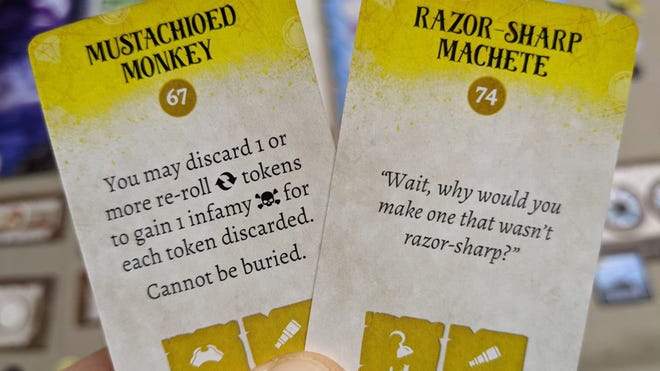 MUSTACHIOED
MONKEY
67
You may discard 1 or
more re-roll tokens
to gain 1 infamy for
each token discarded.
Cannot be buried.
RAZOR-SHARP
MACHETE
74
“Wait, why would you
make one that wasn’t
razor-sharp?”